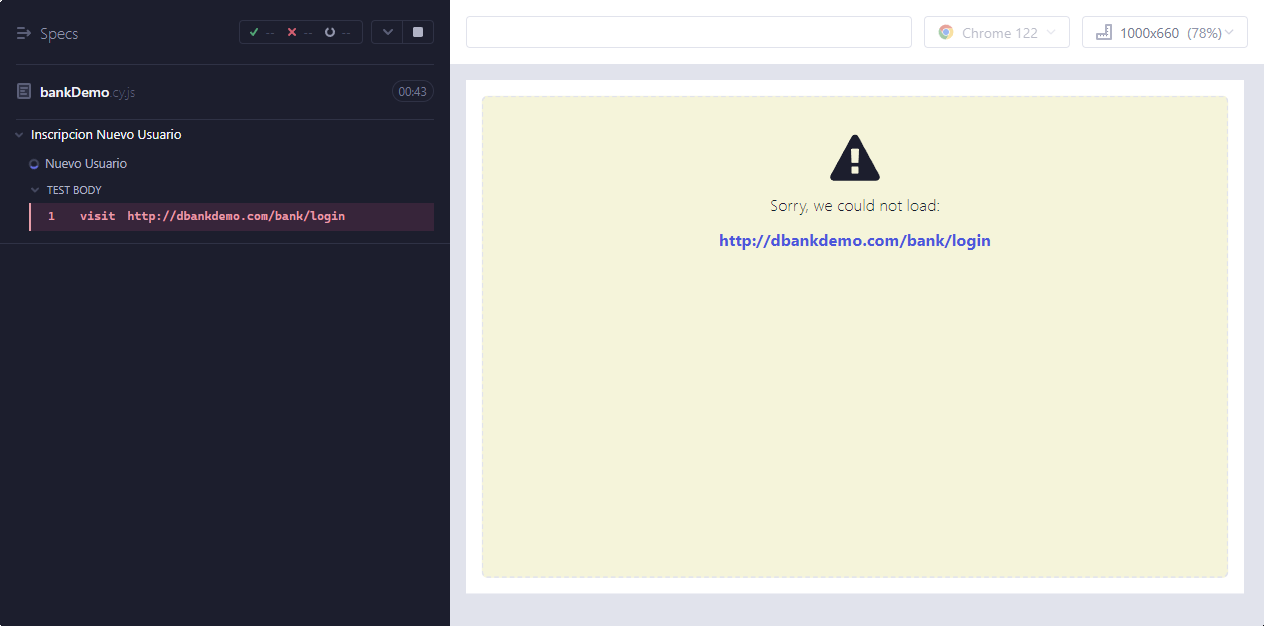 Specs
-- -- --
bankDemo.cy.js 00:43
Inscripcion Nuevo Usuario
Nuevo Usuario
TEST BODY
1 visit http://dbankdemo.com/bank/login
Chrome 122
1000x660 (78%)
Sorry, we could not load:
http://dbankdemo.com/bank/login